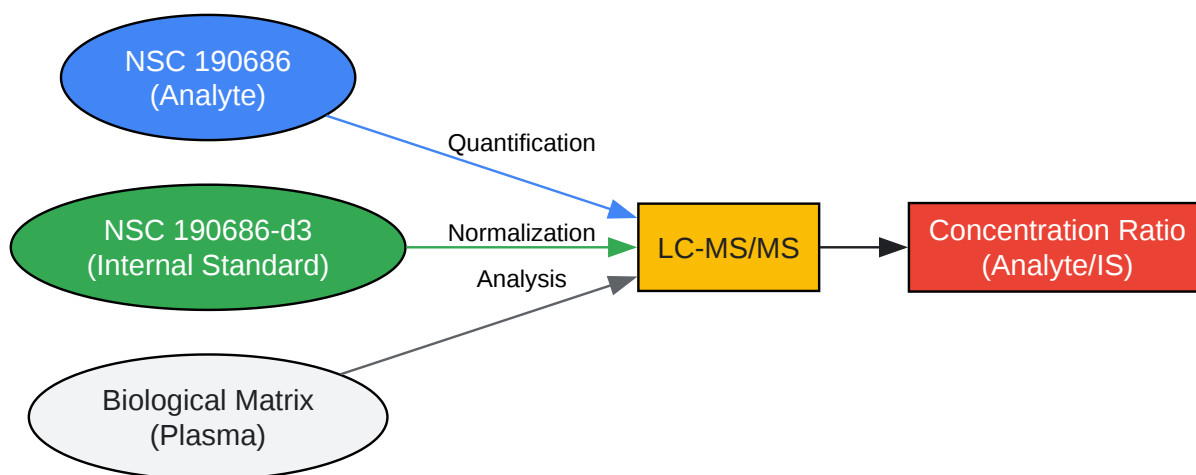 NSC 190686
(Analyte)
Quantification
NSC 190686-d3
(Internal Standard)
Normalization
LC-MS/MS
Concentration Ratio
(Analyte/IS)
Analysis
Biological Matrix
(Plasma)